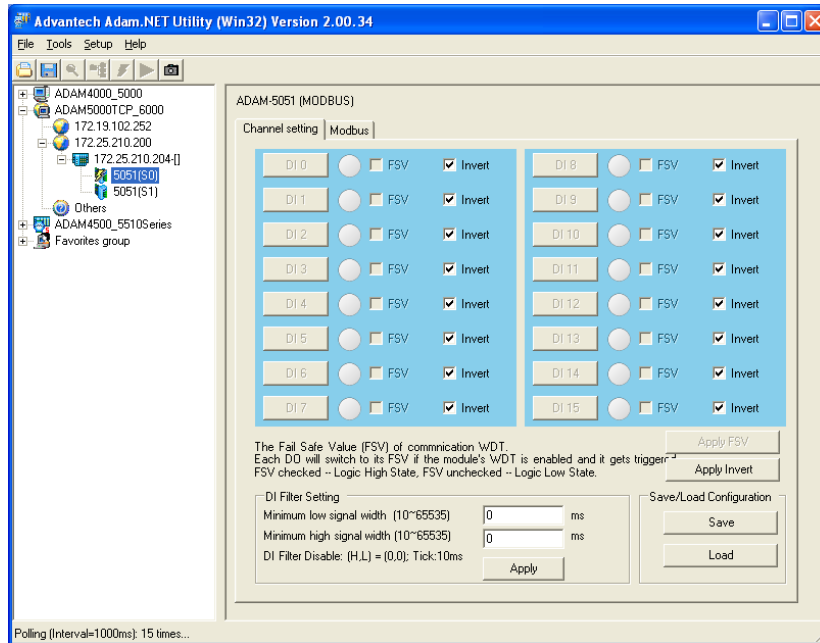 Advantech Adam.NET Utility (Win32) Version 2.00.34
File Tools Setup Help
ADAM4000_5000
ADAM5000TCP_6000
172.19.102.252
172.25.210.200
172.25.210.204-[]
5051(S0)
5051(S1)
Others
ADAM4500_5510Series
Favorites group
ADAM-5051 (MODBUS)
Channel setting Modbus
DI 0 FSV Invert DI 8 FSV Invert
DI 1 FSV Invert DI 9 FSV Invert
DI 2 FSV Invert DI 10 FSV Invert
DI 3 FSV Invert DI 11 FSV Invert
DI 4 FSV Invert DI 12 FSV Invert
DI 5 FSV Invert DI 13 FSV Invert
DI 6 FSV Invert DI 14 FSV Invert
DI 7 FSV Invert DI 15 FSV Invert
The Fail Safe Value (FSV) of commnication WDT.
Each DO will switch to its FSV if the module's WDT is enabled and it gets triggered
FSV checked -- Logic High State, FSV unchecked -- Logic Low State.
Apply FSV
Apply Invert
DI Filter Setting
Minimum low signal width (10~65535) 0 ms
Minimum high signal width (10~65535) 0 ms
DI Filter Disable: (H,L) = (0,0); Tick:10ms
Apply
Save/Load Configuration
Save
Load
Polling (Interval=1000ms): 15 times...